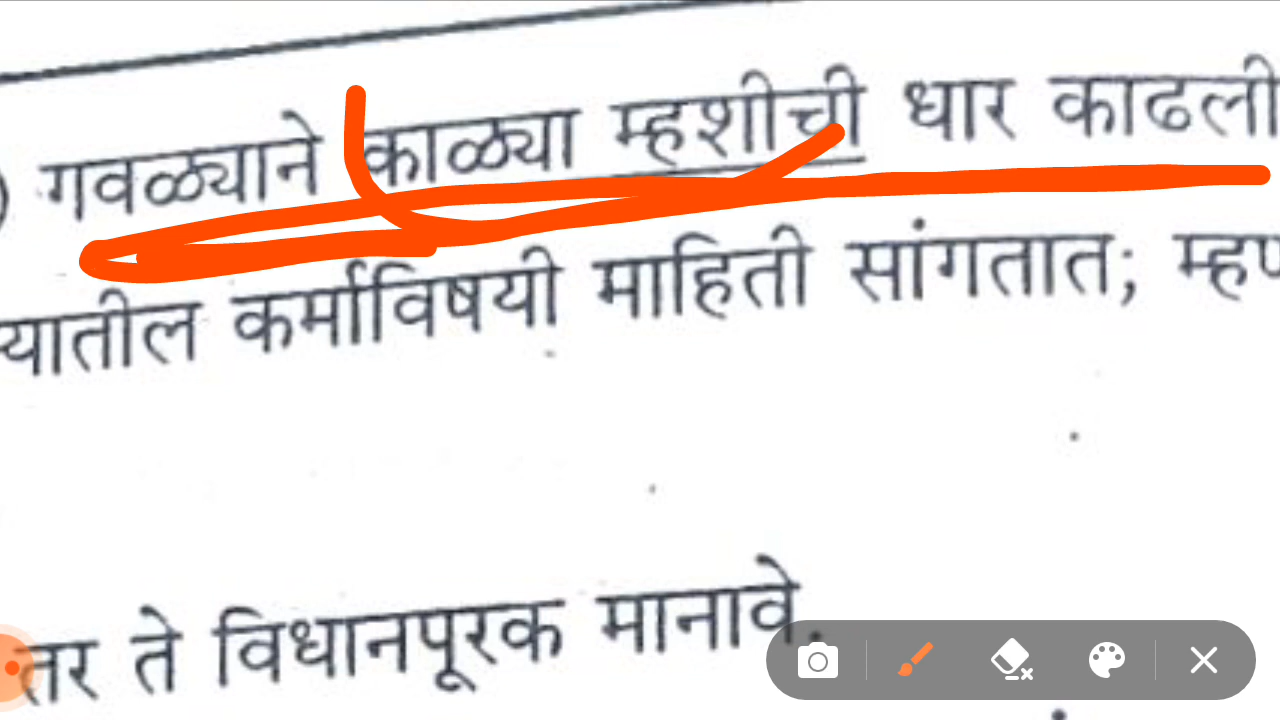 ) गवळ्याने काळ्या म्हशीची धार काढली
यातील कर्माविषयी माहिती सांगतात;
तर ते विधानपूरक मानावे.